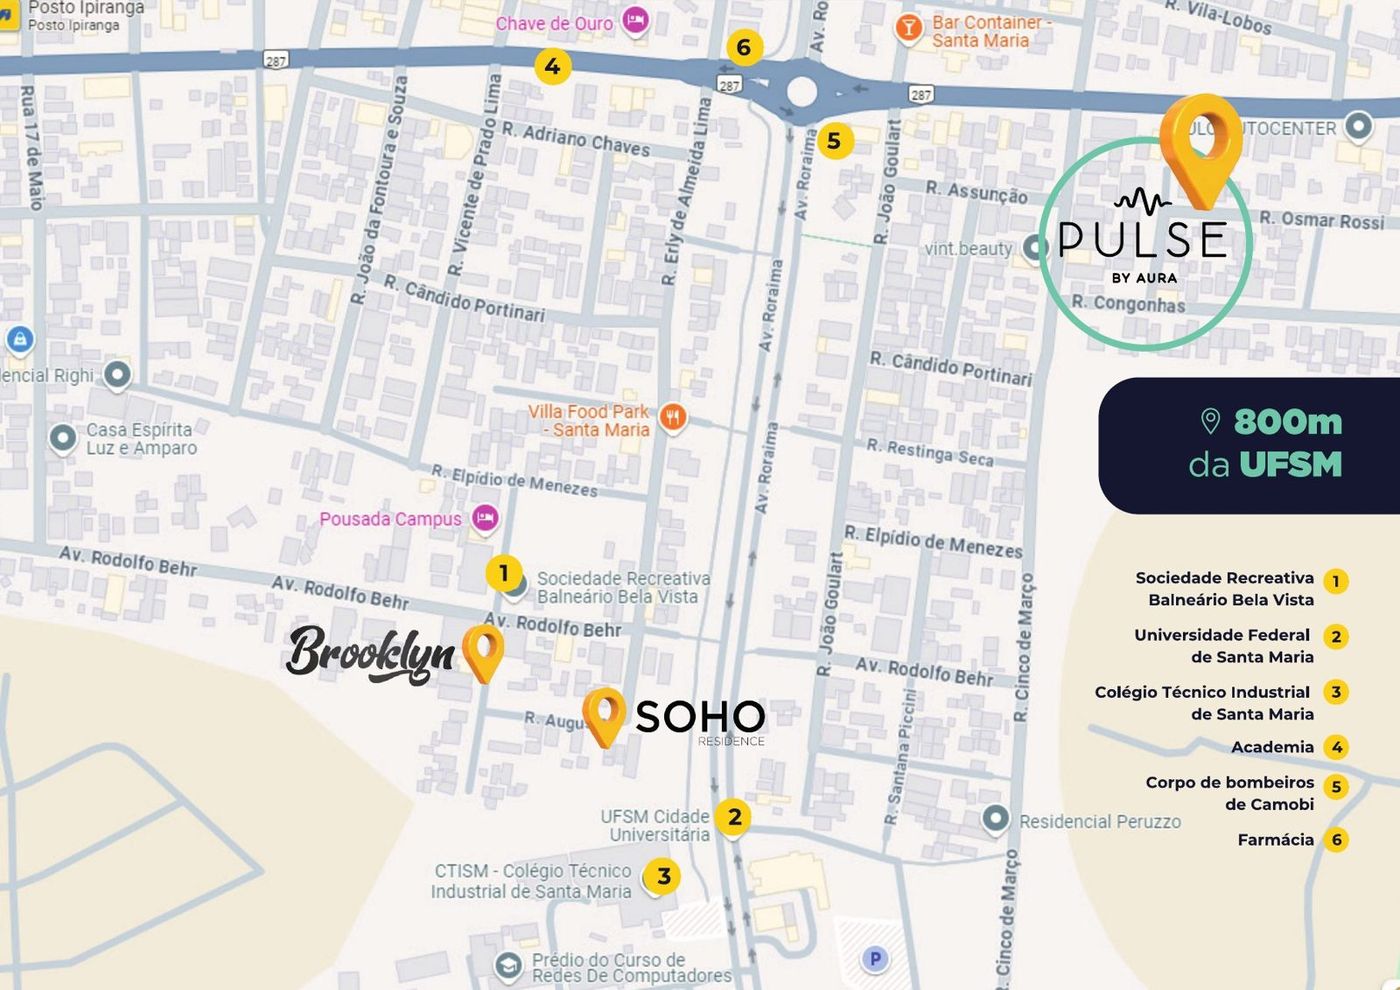 Posto Ipiranga
Posto Ipiranga
Chave de Ouro
6
Av. Ro
Bar Container -
Santa Maria
R. Vila-Lobos
287
4
287
287
Rua 17 de Maio
R. João da Fontoura e Souza
R. Vicente de Prado Lima
R. Adriano Chaves
R. Erly de Almeida Lima
5
Av. Roraima
R. João Goulart
R. Assunção
UTOCENTER
vint.beauty
PULSE
BY AURA
R. Osmar Rossi
R. Congonhas
R. Cândido Portinari
Av. Roraima
R. Cândido Portinari
dencial Righi
Casa Espírita
Luz e Amparo
Villa Food Park
- Santa Maria
Av. Roraima
R. Restinga Seca
800m
da UFSM
R. Elpídio de Menezes
Pousada Campus
R. Elpídio de Menezes
Av. Rodolfo Behr
Av. Rodolfo Behr
1
Sociedade Recreativa
Balneário Bela Vista
Av. Rodolfo Behr
R. João Goulart
R. Cinco de Março
Av. Rodolfo Behr
Brooklyn
R. Augus
SOHO
RESIDENCE
R. Santana Piccini
Sociedade Recreativa 1
Balneário Bela Vista
Universidade Federal 2
de Santa Maria
Colégio Técnico Industrial 3
de Santa Maria
Academia 4
Corpo de bombeiros 5
de Camobi
Farmácia 6
UFSM Cidade
Universitária
2
Residencial Peruzzo
CTISM - Colégio Técnico
Industrial de Santa Maria
3
R. Cinco de Março
Prédio do Curso de
Redes De Computadores
P